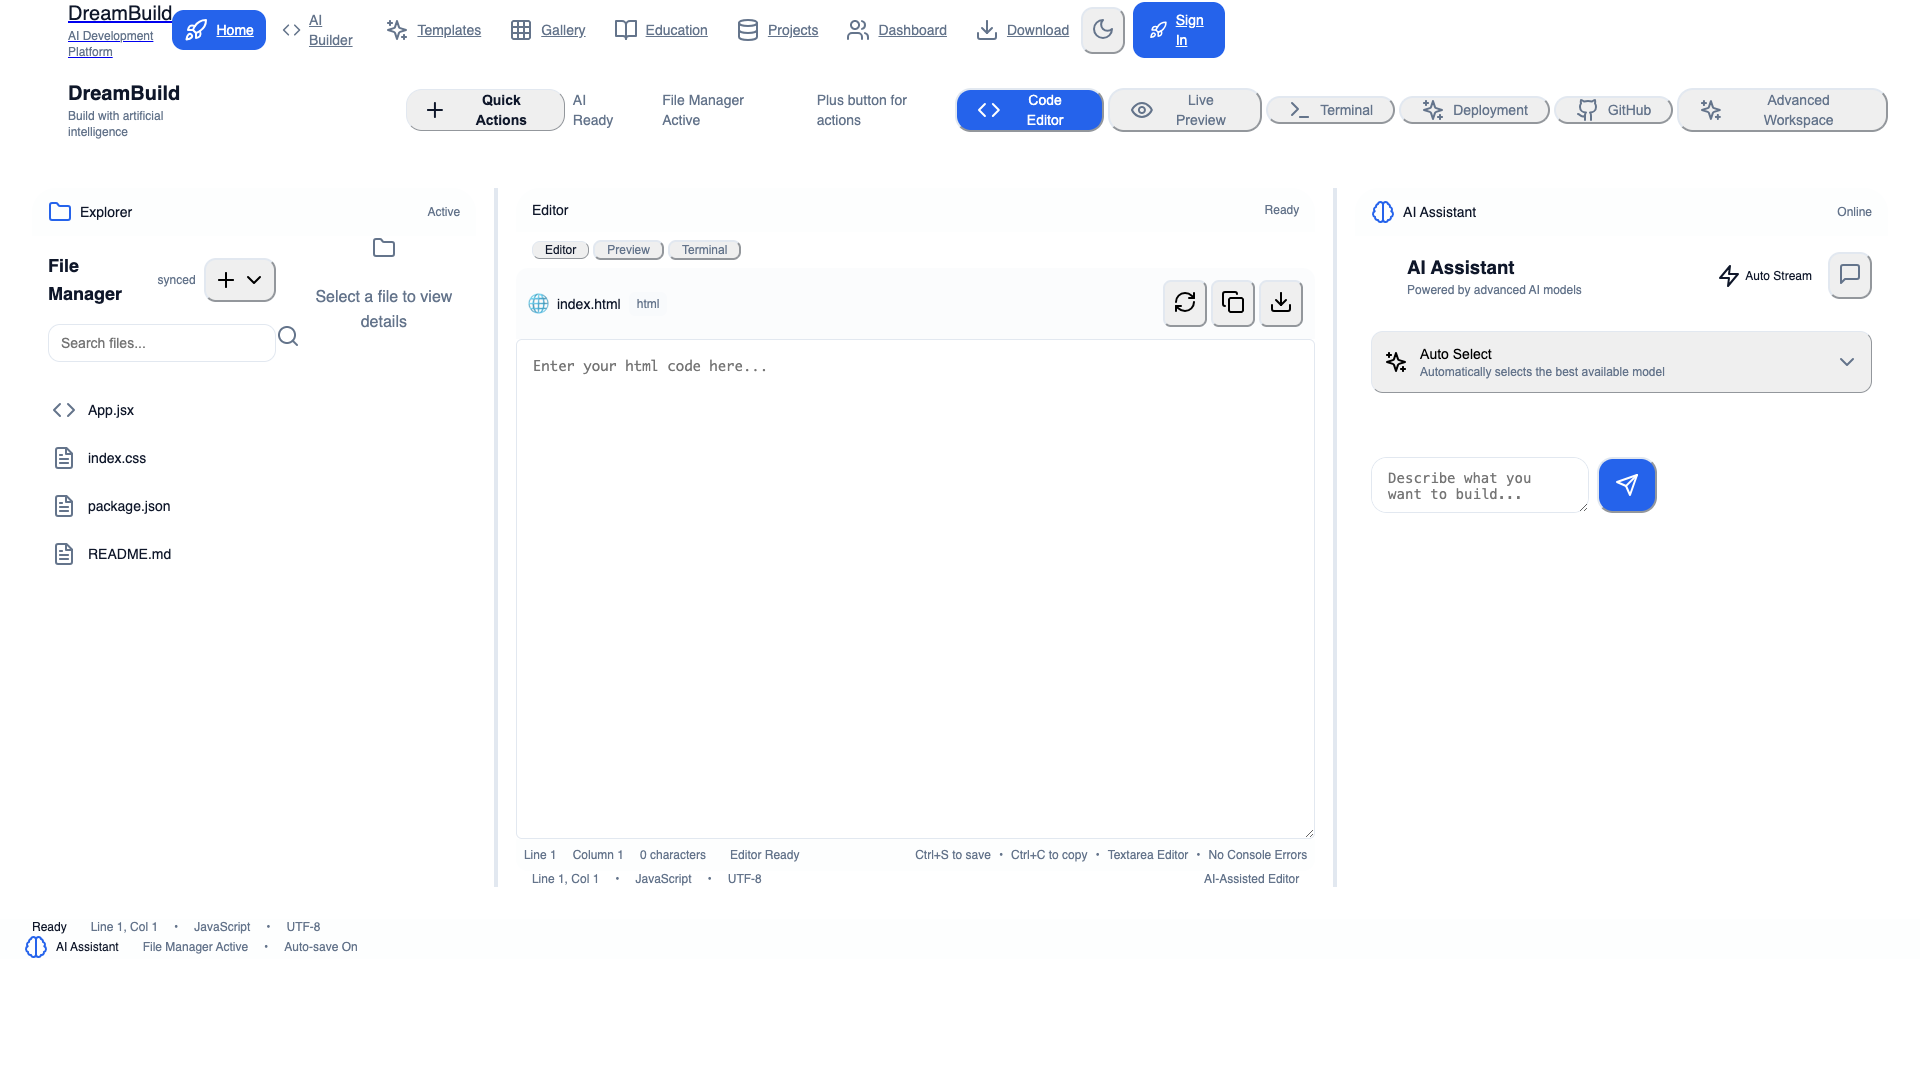 DreamBuild
AI Development
Platform
Home
AI
Builder
Templates
Gallery
Education
Projects
Dashboard
Download
Sign
In
DreamBuild
Build with artificial
intelligence
Quick
Actions
AI
Ready
File Manager
Active
Plus button for
actions
Code
Editor
Live
Preview
Terminal
Deployment
GitHub
Advanced
Workspace
Explorer
Active
File
Manager
synced
Search files...
Select a file to view
details
App.jsx
index.css
package.json
README.md
Editor
Ready
Editor
Preview
Terminal
index.html
html
Enter your html code here...
Line 1 Column 1 0 characters Editor Ready
Ctrl+S to save • Ctrl+C to copy • Textarea Editor • No Console Errors
Line 1, Col 1 • JavaScript • UTF-8
AI-Assisted Editor
AI Assistant
Online
AI Assistant
Powered by advanced AI models
Auto Stream
Auto Select
Automatically selects the best available model
Describe what you
want to build...
Ready Line 1, Col 1 • JavaScript • UTF-8
AI Assistant File Manager Active • Auto-save On